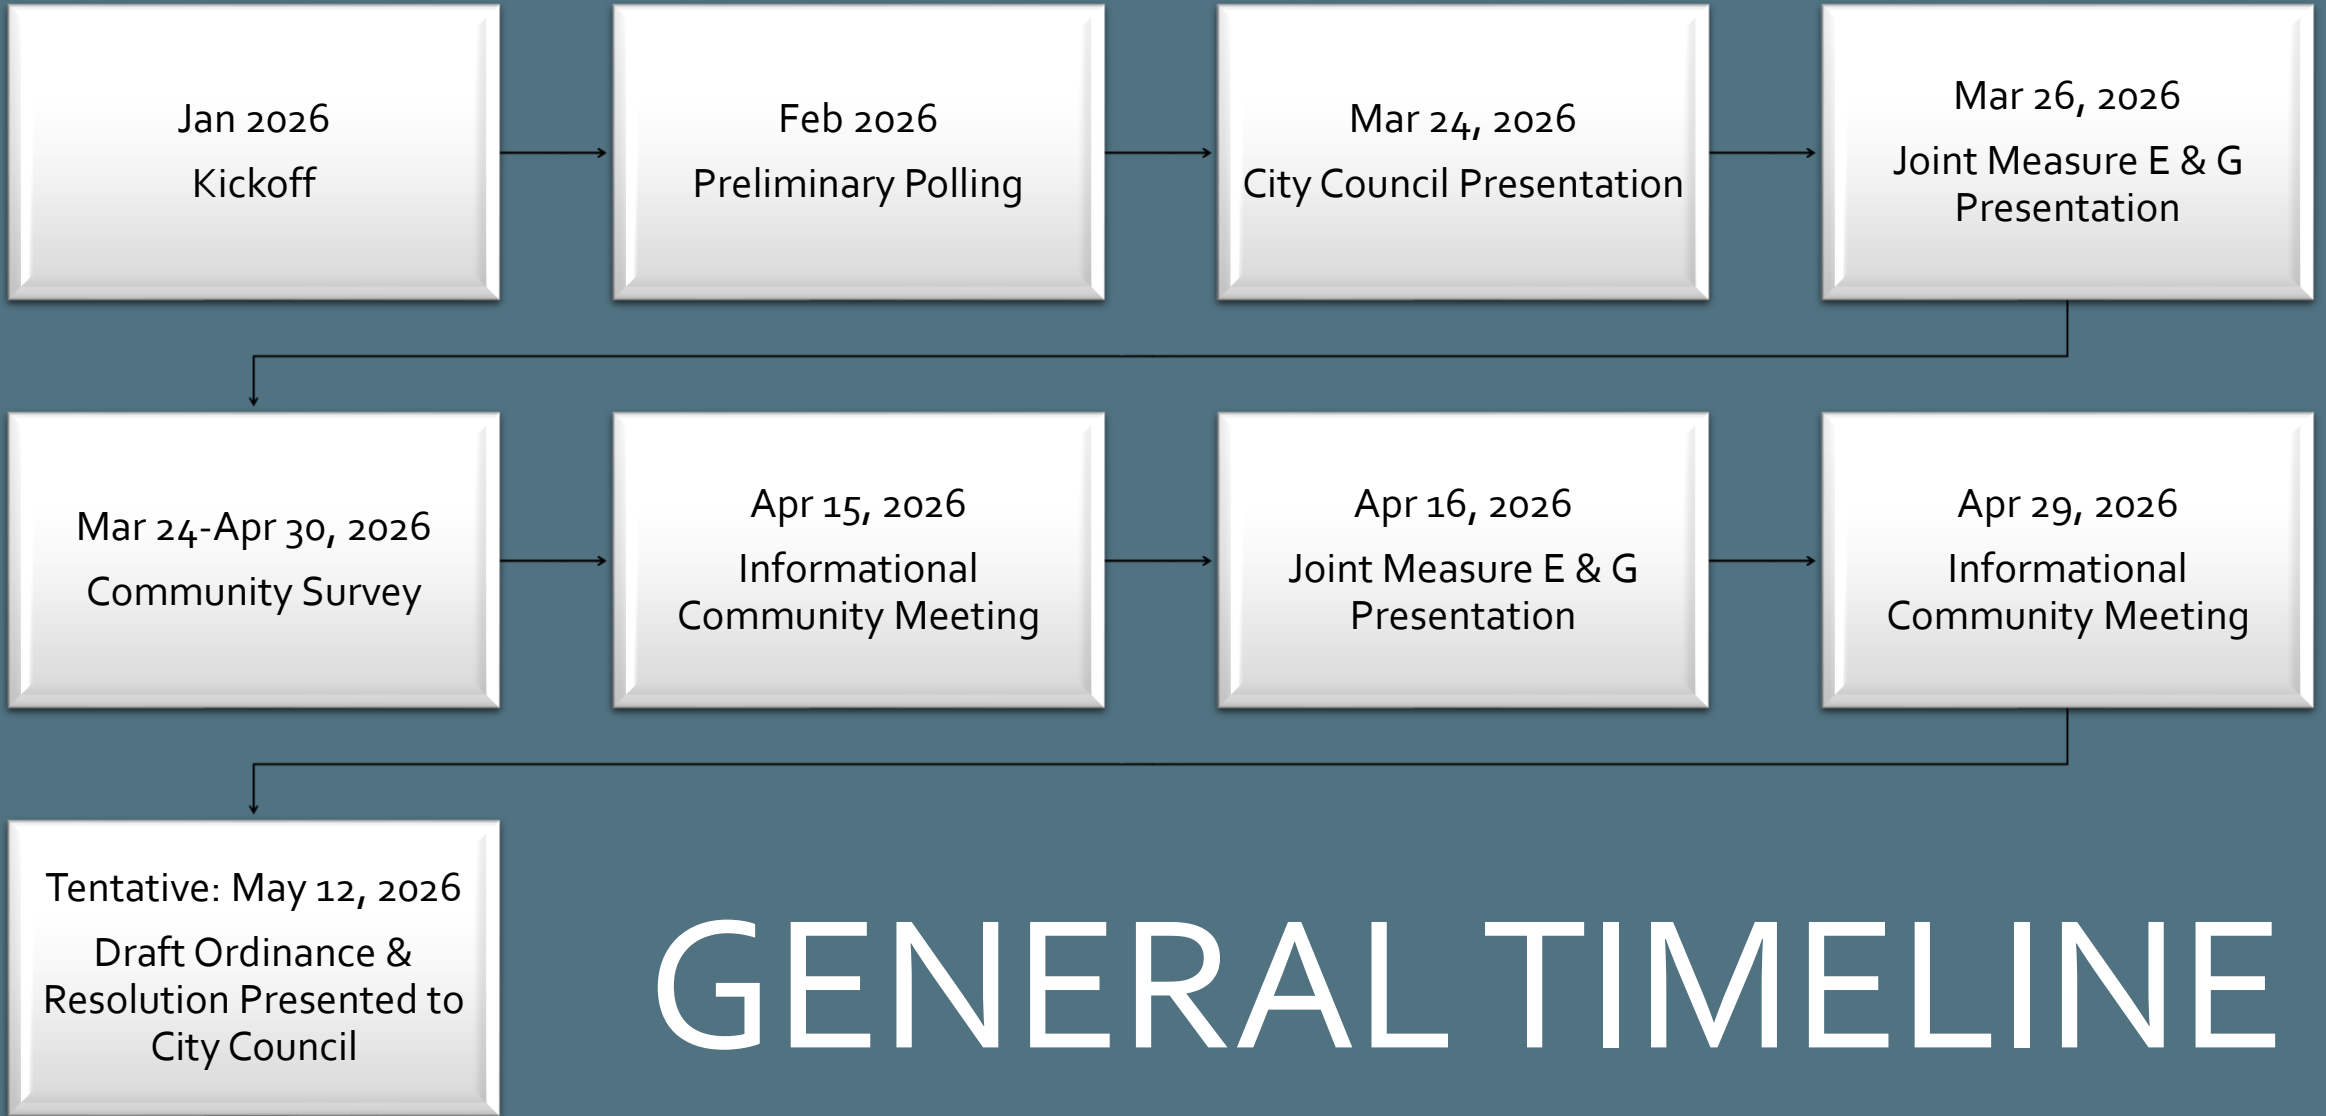 Jan 2026
Kickoff
Feb 2026
Preliminary Polling
Mar 24, 2026
City Council Presentation
Mar 26, 2026
Joint Measure E & G
Presentation
Mar 24-Apr 30, 2026
Community Survey
Apr 15, 2026
Informational
Community Meeting
Apr 16, 2026
Joint Measure E & G
Presentation
Apr 29, 2026
Informational
Community Meeting
Tentative: May 12, 2026
Draft Ordinance &
Resolution Presented to
City Council
GENERAL TIMELINE